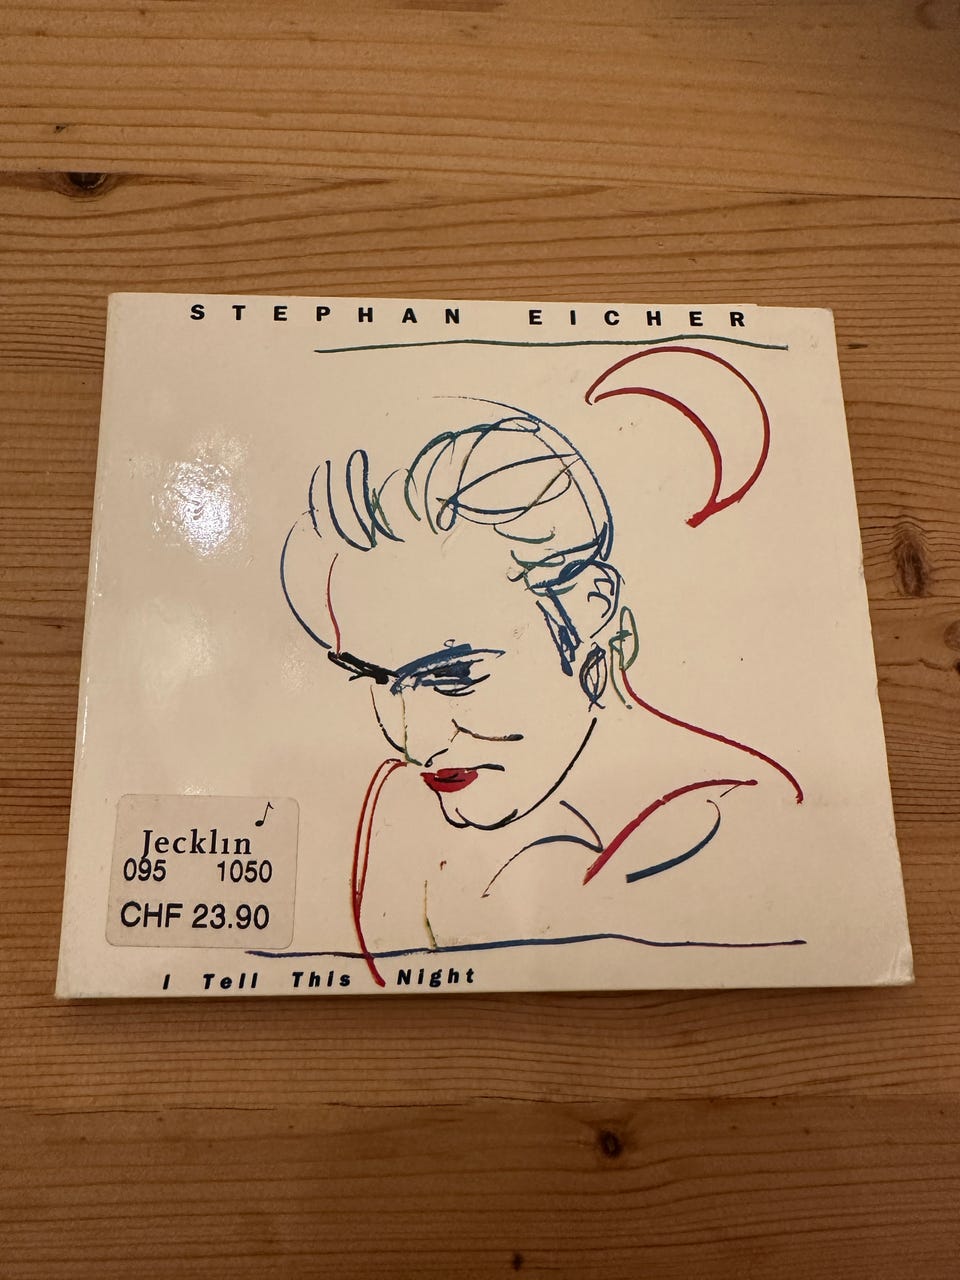 STEPHAN EICHER
Jecklin
095 1050
CHF 23.90
I Tell This Night